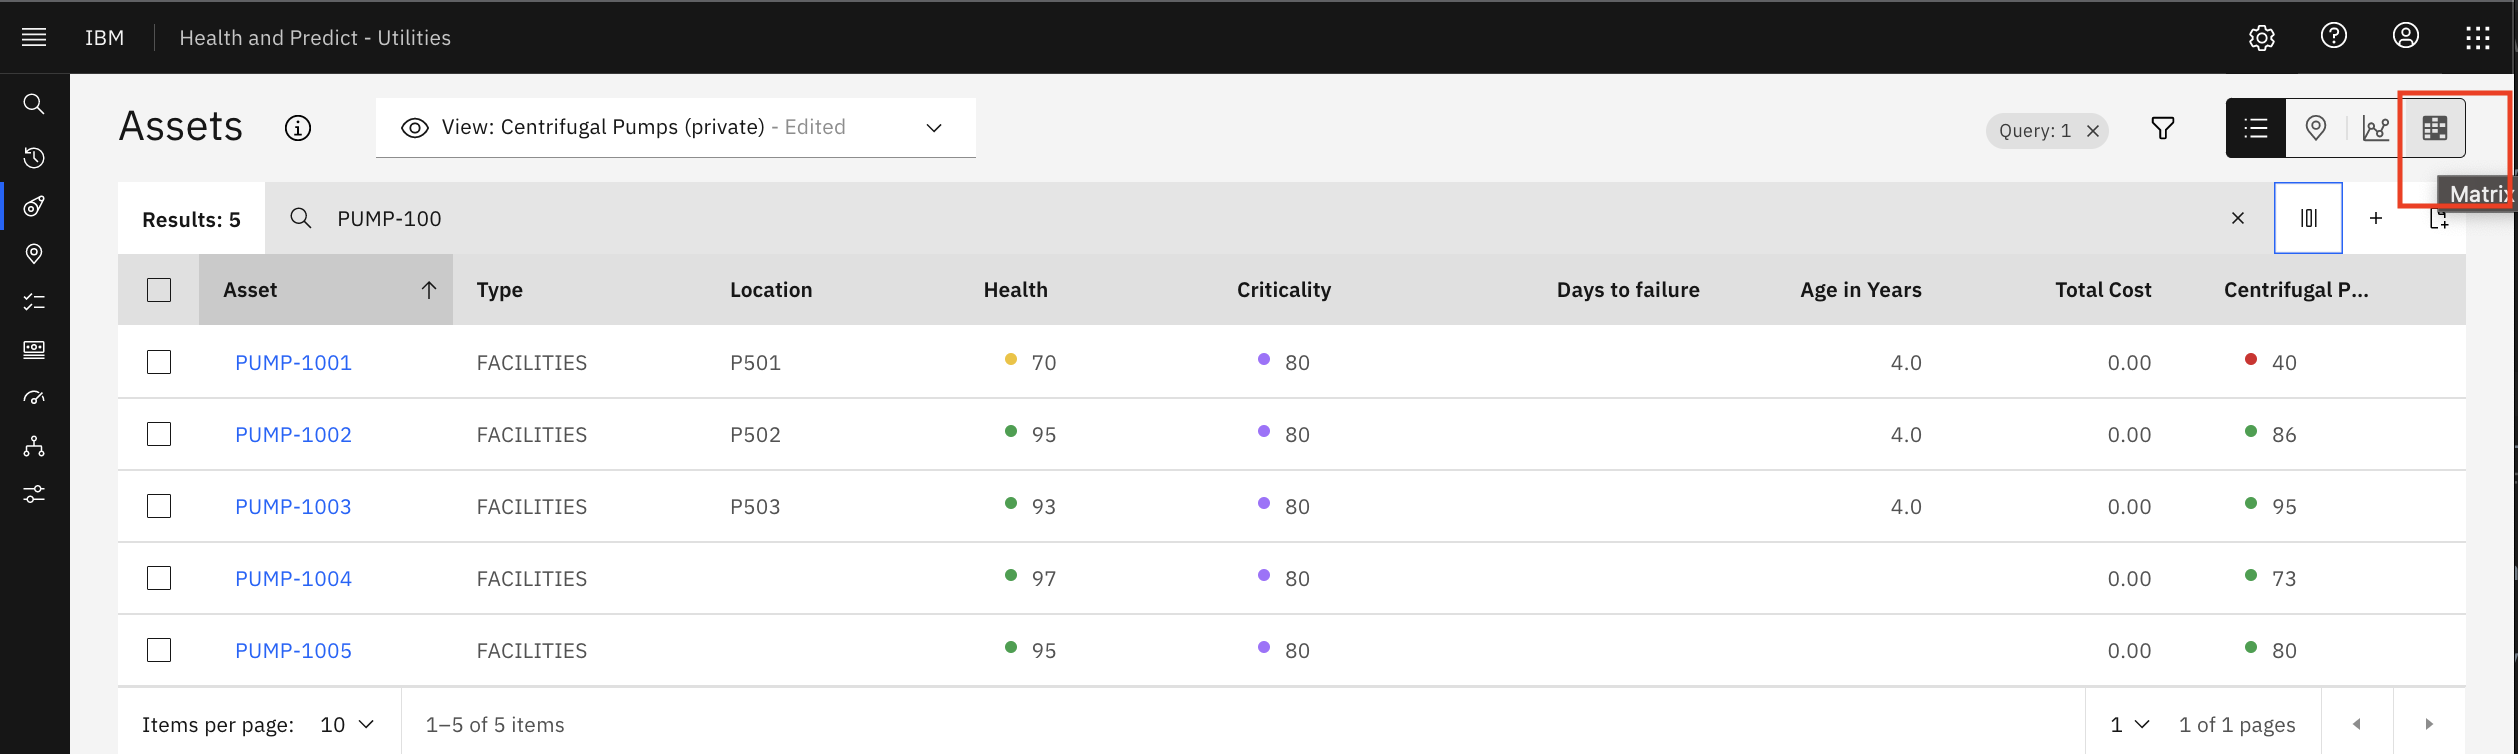 IBM Health and Predict - Utilities
Assets View: Centrifugal Pumps (private) - Edited Query: 1
Matrix
Results: 5 PUMP-100
Asset Type Location Health Criticality Days to failure Age in Years Total Cost Centrifugal P...
PUMP-1001 FACILITIES P501 70 80 4.0 0.00 40
PUMP-1002 FACILITIES P502 95 80 4.0 0.00 86
PUMP-1003 FACILITIES P503 93 80 4.0 0.00 95
PUMP-1004 FACILITIES 97 80 0.00 73
PUMP-1005 FACILITIES 95 80 0.00 80
Items per page: 10 1–5 of 5 items 1 1 of 1 pages